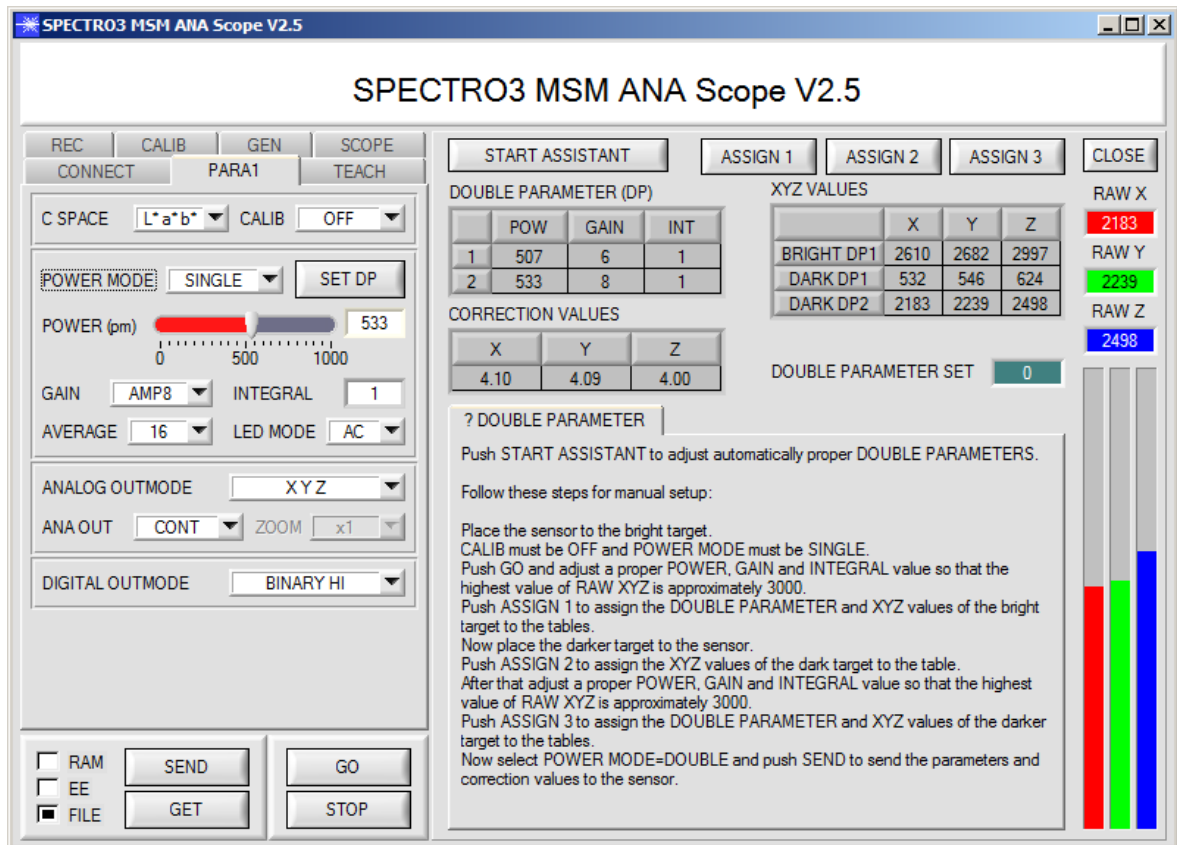 SPECTRO3 MSM ANA Scope V2.5
SPECTRO3 MSM ANA Scope V2.5
REC CALIB GEN SCOPE
CONNECT PARA1 TEACH
C SPACE L*a*b* CALIB OFF
POWER MODE SINGLE SET DP
POWER (pm) 533
0 500 1000
GAIN AMP8 INTEGRAL 1
AVERAGE 16 LED MODE AC
ANALOG OUTMODE X Y Z
ANA OUT CONT ZOOM x1
DIGITAL OUTMODE BINARY HI
RAM SEND GO
EE
FILE GET STOP
START ASSISTANT ASSIGN 1 ASSIGN 2 ASSIGN 3 CLOSE
DOUBLE PARAMETER (DP)
POW GAIN INT
1 507 6 1
2 533 8 1
CORRECTION VALUES
X Y Z
4.10 4.09 4.00
XYZ VALUES
X Y Z
BRIGHT DP1 2610 2682 2997
DARK DP1 532 546 624
DARK DP2 2183 2239 2498
DOUBLE PARAMETER SET 0
RAW X
2183
RAW Y
2239
RAW Z
2498
? DOUBLE PARAMETER
Push START ASSISTANT to adjust automatically proper DOUBLE PARAMETERS.
Follow these steps for manual setup:
Place the sensor to the bright target.
CALIB must be OFF and POWER MODE must be SINGLE.
Push GO and adjust a proper POWER, GAIN and INTEGRAL value so that the
highest value of RAW XYZ is approximately 3000.
Push ASSIGN 1 to assign the DOUBLE PARAMETER and XYZ values of the bright
target to the tables.
Now place the darker target to the sensor.
Push ASSIGN 2 to assign the XYZ values of the dark target to the table.
After that adjust a proper POWER, GAIN and INTEGRAL value so that the highest
value of RAW XYZ is approximately 3000.
Push ASSIGN 3 to assign the DOUBLE PARAMETER and XYZ values of the darker
target to the tables.
Now select POWER MODE=DOUBLE and push SEND to send the parameters and
correction values to the sensor.